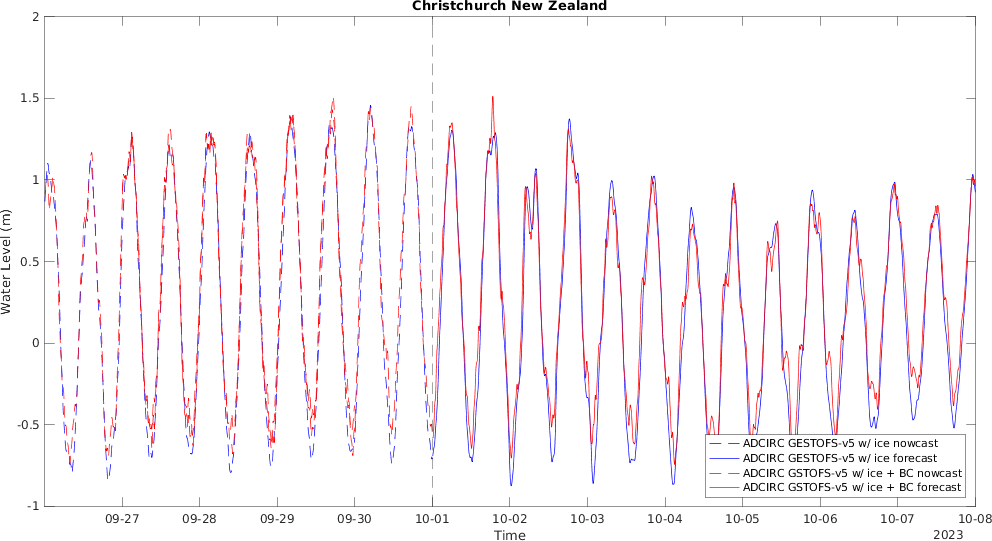 Christchurch New Zealand
2
1.5
1
0.5
0
-0.5
-1
Water Level (m)
ADCIRC GESTOFS-v5 w/ ice nowcast
ADCIRC GESTOFS-v5 w/ ice forecast
ADCIRC GSTOFS-v5 w/ ice + BC nowcast
ADCIRC GSTOFS-v5 w/ ice + BC forecast
09-27 09-28 09-29 09-30 10-01 10-02 10-03 10-04 10-05 10-06 10-07 10-08
Time
2023